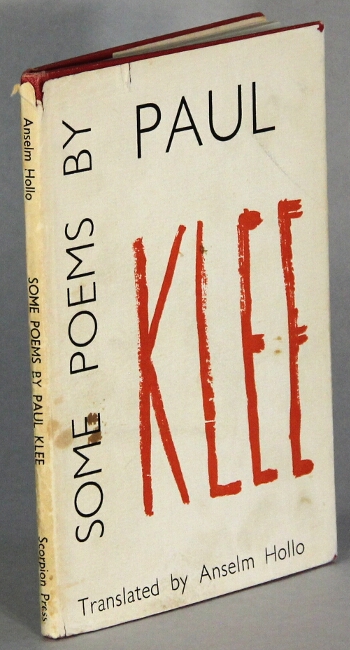 SOME POEMS BY
PAUL
KLEE
Translated by Anselm Hollo
Anselm Hollo
SOME POEMS BY PAUL KLEE
Scorpion Press